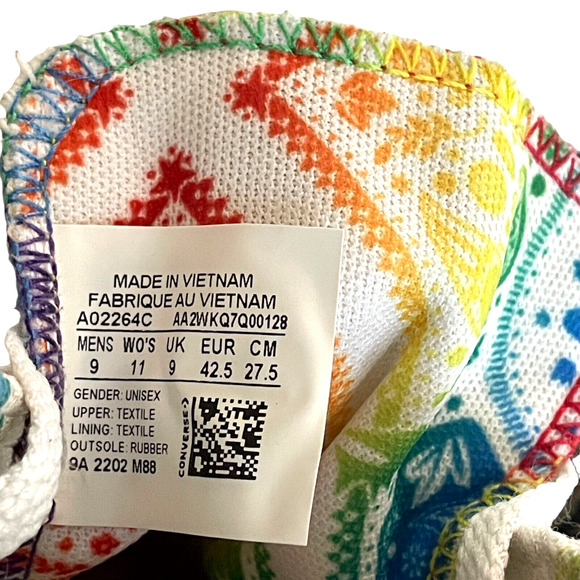 MADE IN VIETNAM
FABRIQUE AU VIETNAM
A02264C AA2WKQ7Q00128
MENS WO'S UK EUR CM
9 11 9 42.5 27.5
GENDER: UNISEX
UPPER: TEXTILE
LINING: TEXTILE
OUTSOLE: RUBBER
9A 2202 M88
CONVERSE